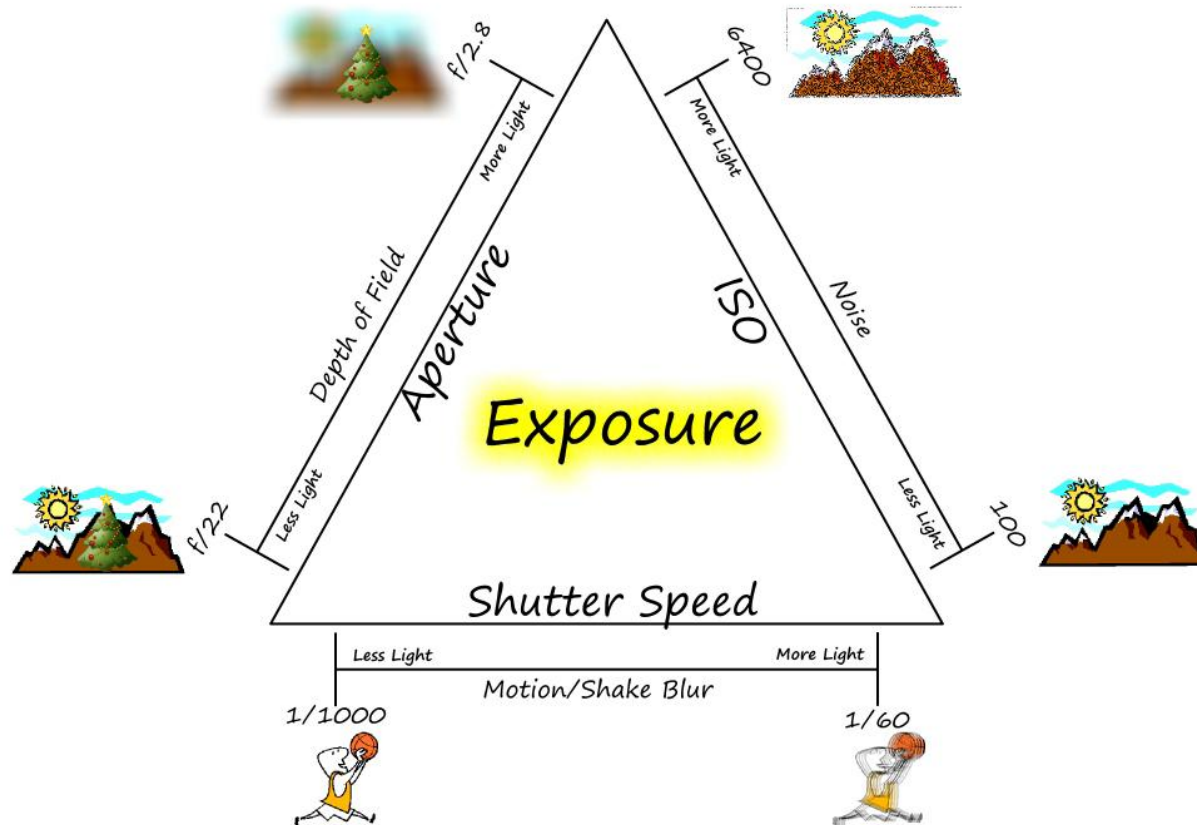 f/2.8
6400
More Light
More Light
Depth of Field
Aperture
ISO
Noise
Exposure
Less Light
Less Light
f/22
100
Shutter Speed
Less Light
More Light
Motion/Shake Blur
1/1000
1/60